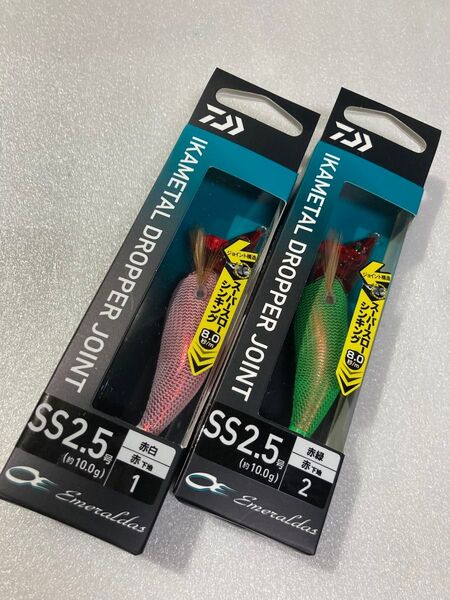 IKAMETAL DROPPER JOINT
ジョイント構造
スーパースロー
シンキング
8.0
秒/m
SS2.5号
(約10.0g)
赤白
赤下地
1
Emeraldas
IKAMETAL DROPPER JOINT
ジョイント構造
スーパースロー
シンキング
8.0
秒/m
SS2.5号
(約10.0g)
赤緑
赤下地
2
Emeraldas